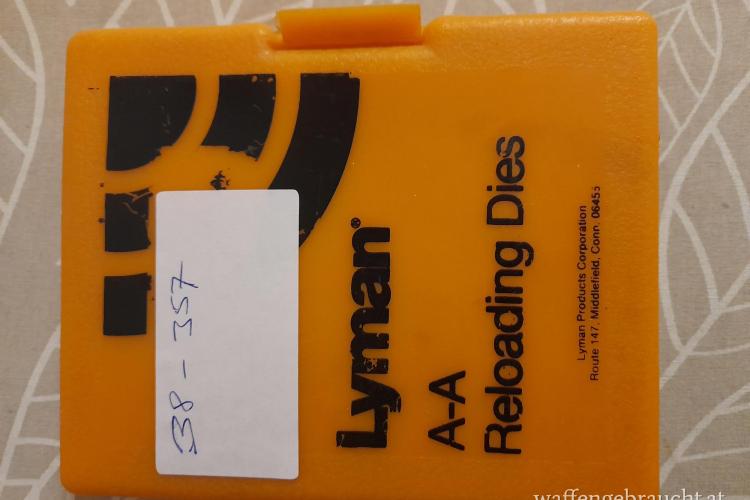 38-357
Lyman®
A-A
Reloading Dies
Lyman Products Corporation
Route 147, Middlefield, Conn. 06455
waffengebraucht.at